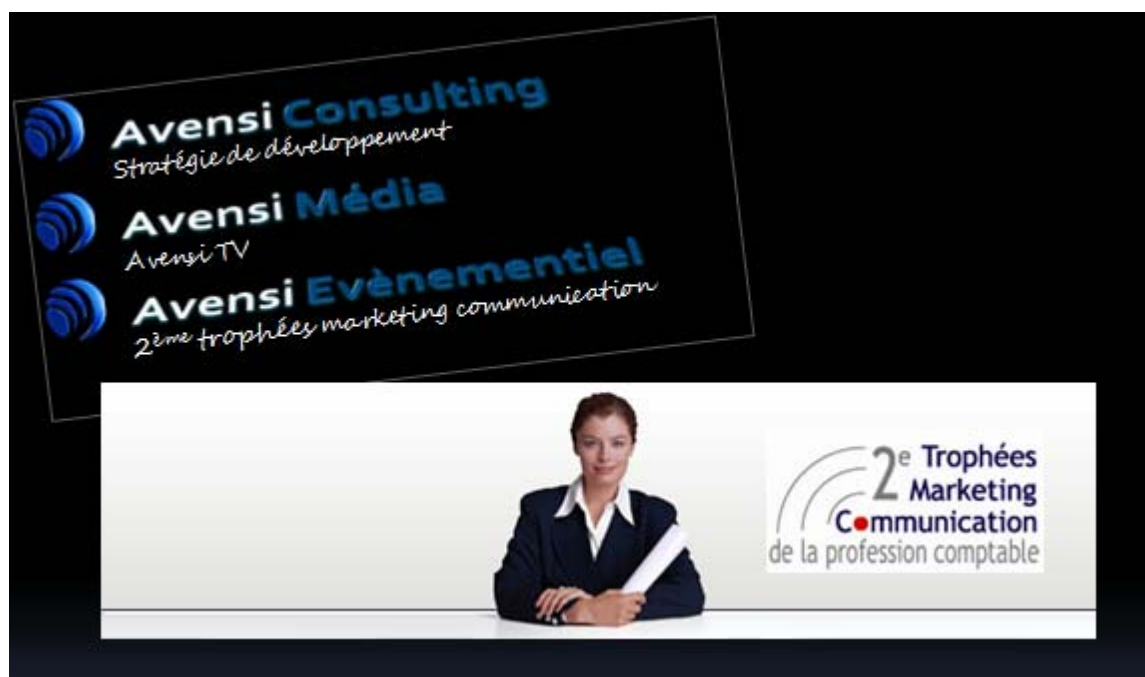 Avensi Consulting
Stratégie de développement
Avensi Média
Avensi TV
Avensi Evènementiel
2ème trophées marketing communication
2e Trophées
Marketing
Communication
de la profession comptable